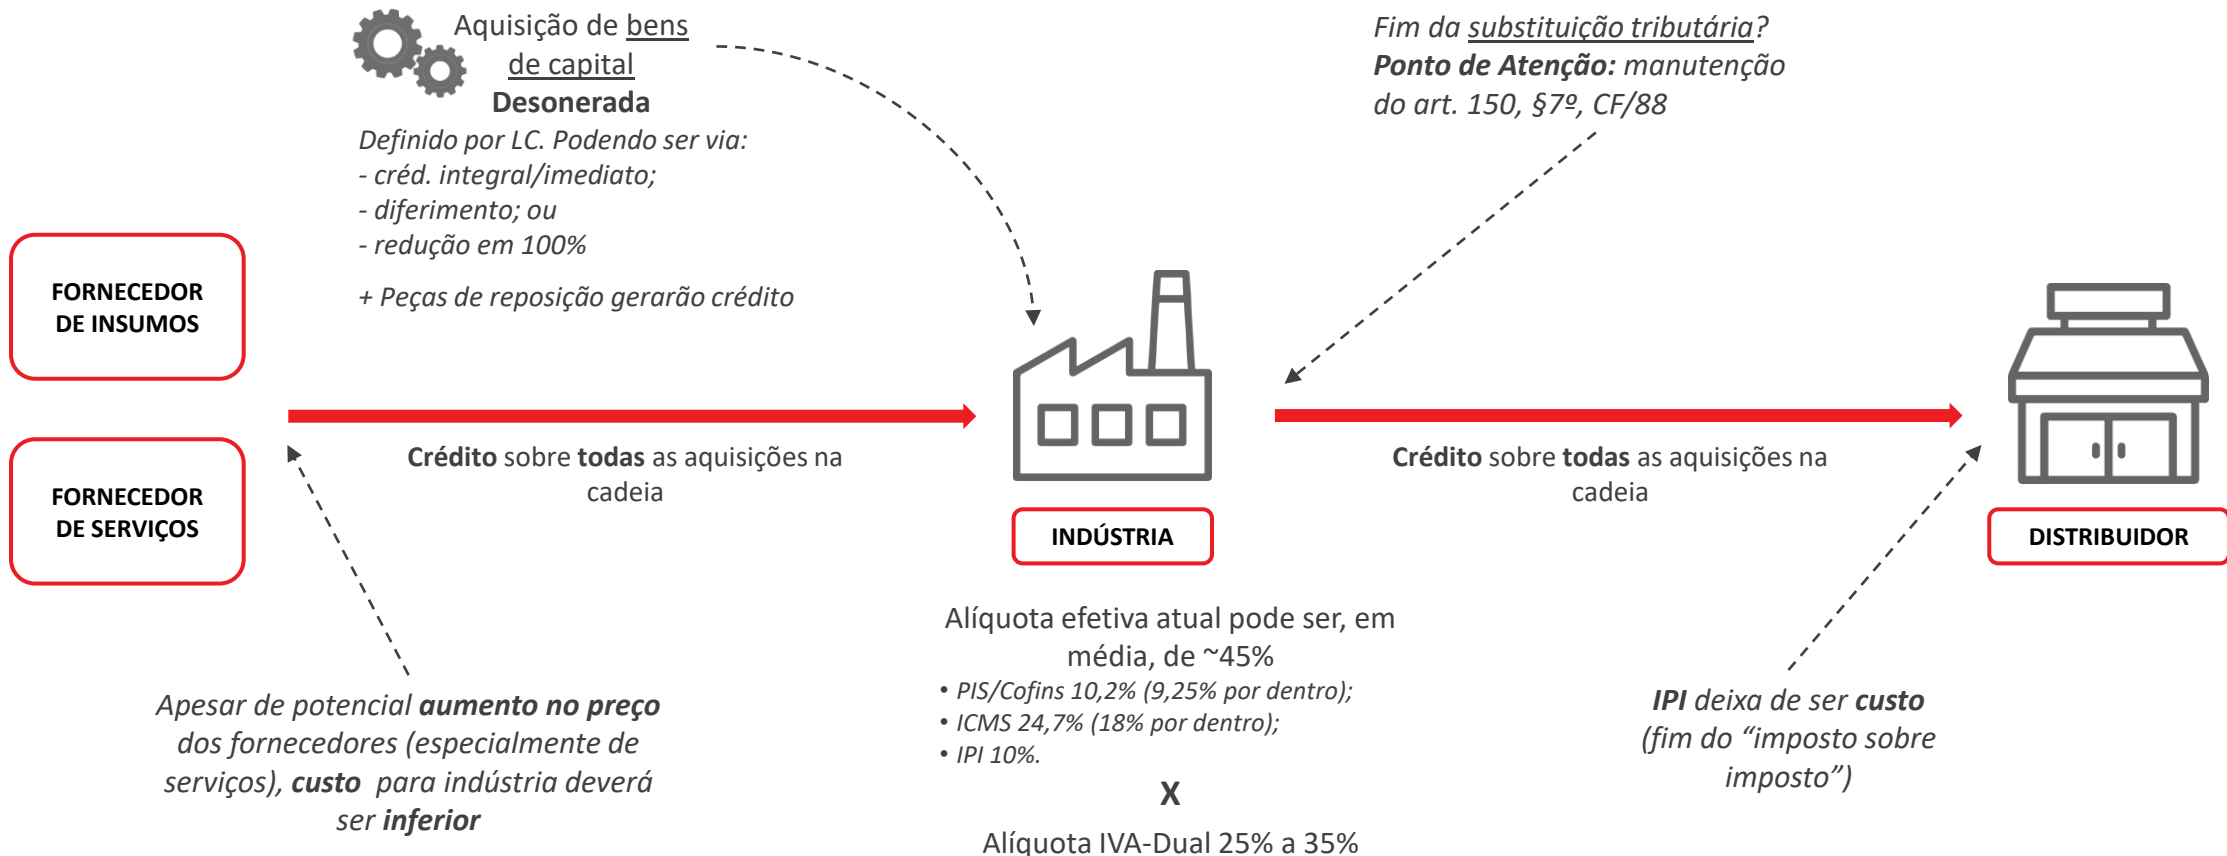 Aquisição de bens
de capital
Desonerada
Definido por LC. Podendo ser via:
- créd. integral/imediato;
- diferimento; ou
- redução em 100%
+ Peças de reposição gerarão crédito
Fim da substituição tributária?
Ponto de Atenção: manutenção
do art. 150, §7º, CF/88
FORNECEDOR
DE INSUMOS
FORNECEDOR
DE SERVIÇOS
Crédito sobre todas as aquisições na
cadeia
INDÚSTRIA
Crédito sobre todas as aquisições na
cadeia
DISTRIBUIDOR
Apesar de potencial aumento no preço
dos fornecedores (especialmente de
serviços), custo para indústria deverá
ser inferior
Alíquota efetiva atual pode ser, em
média, de ~45%
• PIS/Cofins 10,2% (9,25% por dentro);
• ICMS 24,7% (18% por dentro);
• IPI 10%.
X
Alíquota IVA-Dual 25% a 35%
IPI deixa de ser custo
(fim do “imposto sobre
imposto”)